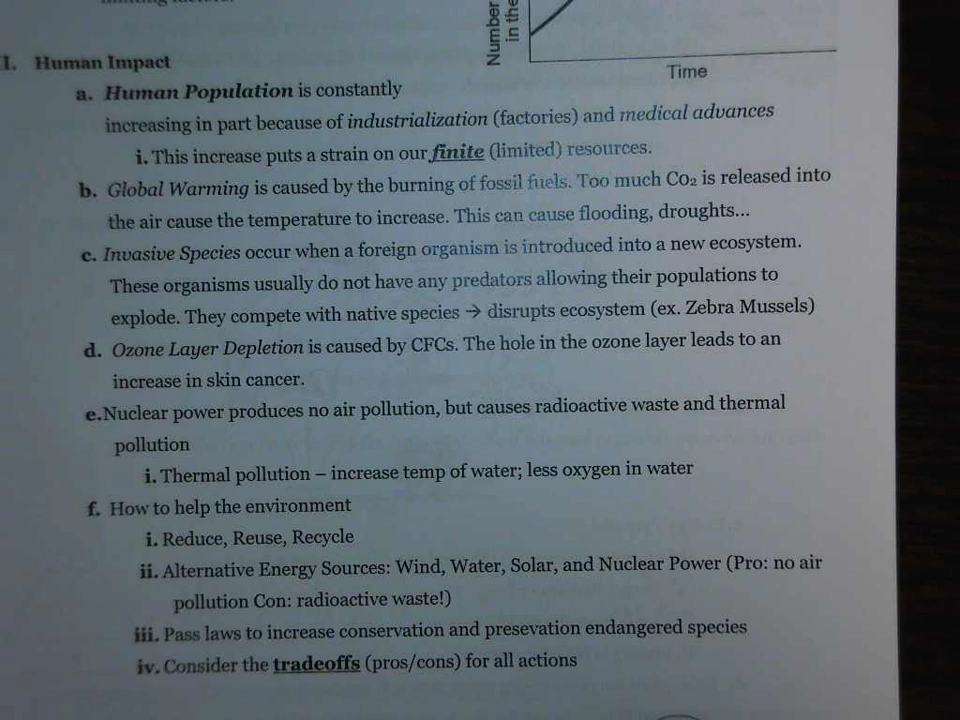 Number
in the
Time
I. Human Impact
a. Human Population is constantly
increasing in part because of industrialization (factories) and medical advances
i. This increase puts a strain on our finite (limited) resources.
b. Global Warming is caused by the burning of fossil fuels. Too much Co₂ is released into
the air cause the temperature to increase. This can cause flooding, droughts...
c. Invasive Species occur when a foreign organism is introduced into a new ecosystem.
These organisms usually do not have any predators allowing their populations to
explode. They compete with native species → disrupts ecosystem (ex. Zebra Mussels)
d. Ozone Layer Depletion is caused by CFCs. The hole in the ozone layer leads to an
increase in skin cancer.
e.Nuclear power produces no air pollution, but causes radioactive waste and thermal
pollution
i. Thermal pollution – increase temp of water; less oxygen in water
f. How to help the environment
i. Reduce, Reuse, Recycle
ii. Alternative Energy Sources: Wind, Water, Solar, and Nuclear Power (Pro: no air
pollution Con: radioactive waste!)
iii. Pass laws to increase conservation and presevation endangered species
iv. Consider the tradeoffs (pros/cons) for all actions